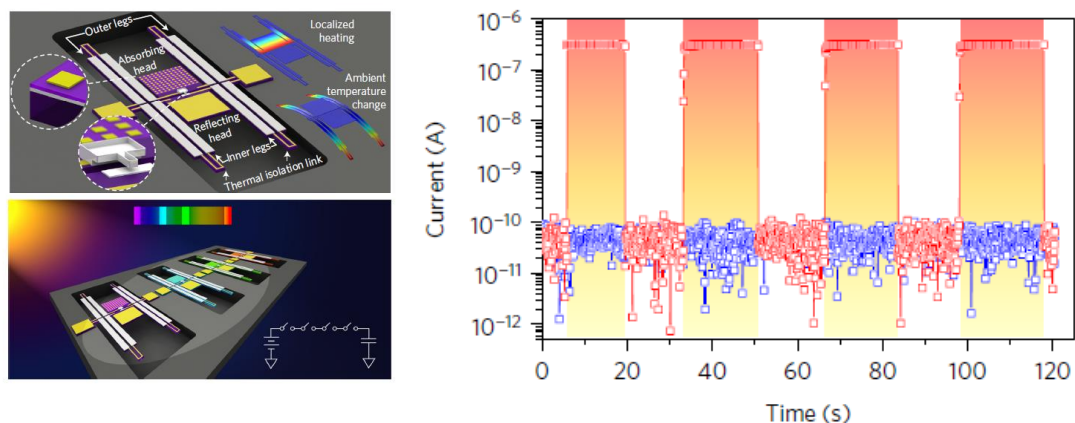 Outer legs
Localized
heating
Absorbing
head
Ambient
temperature
change
Reflecting
head
Inner legs
Thermal isolation link
Current (A)
10⁻⁶
10⁻⁷
10⁻⁸
10⁻⁹
10⁻¹⁰
10⁻¹¹
10⁻¹²
0 20 40 60 80 100 120
Time (s)